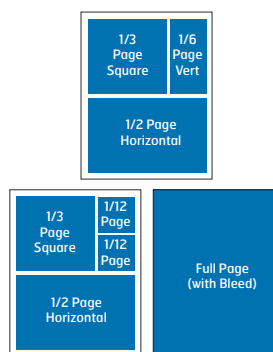 1/3
Page
Square
1/6
Page
Vert
1/2 Page
Horizontal
1/3
Page
Square
1/12
Page
1/12
Page
1/2 Page
Horizontal
Full Page
(with Bleed)